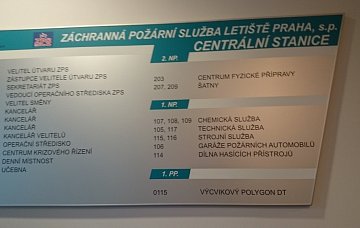 ZÁCHRANNÁ POŽÁRNÍ SLUŽBA LETIŠTĚ PRAHA, s.p.
CENTRÁLNÍ STANICE
2. NP.
VELITEL ÚTVARU ZPS
ZÁSTUPCE VELITELE ÚTVARU ZPS 203 CENTRUM FYZICKÉ PŘÍPRAVY
SEKRETARIÁT ZPS 207, 209 ŠATNY
VEDOUCÍ OPERAČNÍHO STŘEDISKA ZPS
VELITEL SMĚNY
1. NP.
KANCELÁŘ
KANCELÁŘ 107, 108, 109 CHEMICKÁ SLUŽBA
KANCELÁŘ 105, 117 TECHNICKÁ SLUŽBA
KANCELÁŘ VELITELŮ 115, 116 STROJNÍ SLUŽBA
OPERAČNÍ STŘEDISKO 106 GARÁŽE POŽÁRNÍCH AUTOMOBILŮ
CENTRUM KRIZOVÉHO ŘÍZENÍ 114 DÍLNA HASÍCÍCH PŘÍSTROJŮ
DENNÍ MÍSTNOST
UČEBNA
1. PP.
0115 VÝCVIKOVÝ POLYGON DT